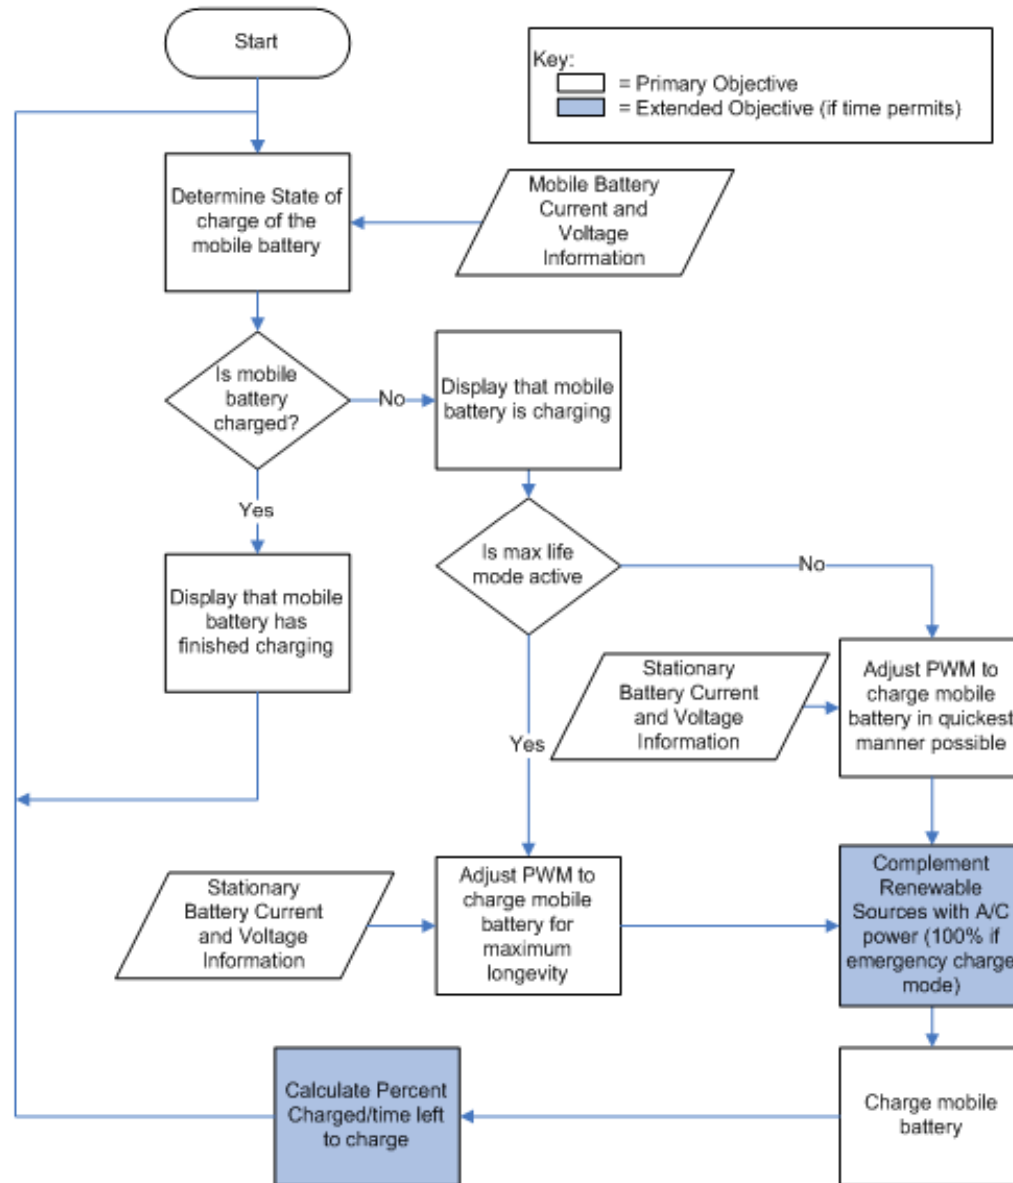 Start
Key:
= Primary Objective
= Extended Objective (if time permits)
Determine State of
charge of the
mobile battery
Mobile Battery
Current and
Voltage
Information
Is mobile
battery
charged?
No
Display that mobile
battery is charging
Yes
Is max life
mode active
No
Display that mobile
battery has
finished charging
Stationary
Battery Current
and Voltage
Information
Adjust PWM to
charge mobile
battery in quickest
manner possible
Yes
Stationary
Battery Current
and Voltage
Information
Adjust PWM to
charge mobile
battery for
maximum
longevity
Complement
Renewable
Sources with A/C
power (100% if
emergency charge
mode)
Calculate Percent
Charged/time left
to charge
Charge mobile
battery